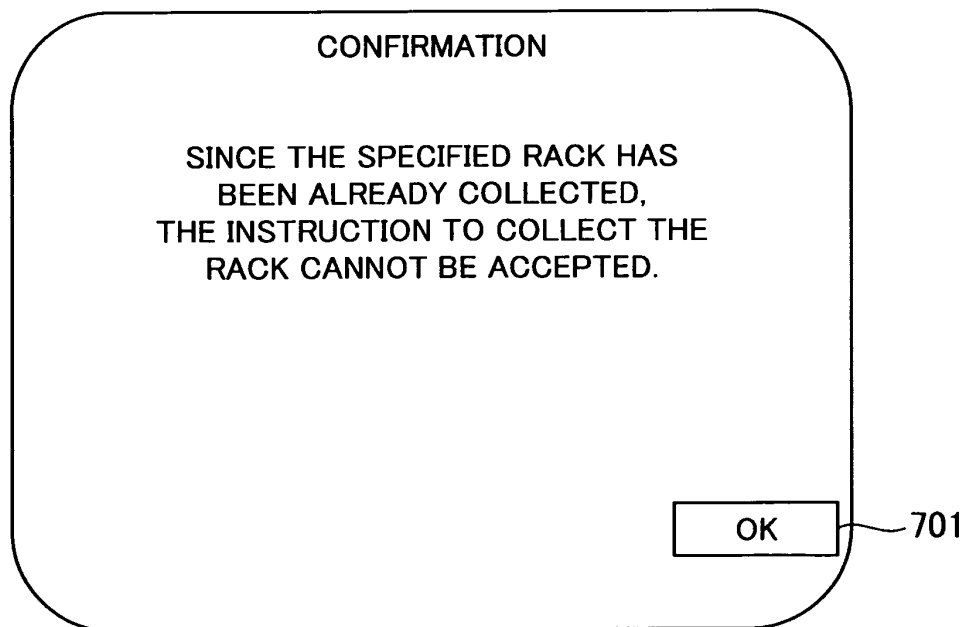 CONFIRMATION
SINCE THE SPECIFIED RACK HAS
BEEN ALREADY COLLECTED,
THE INSTRUCTION TO COLLECT THE
RACK CANNOT BE ACCEPTED.
OK
701